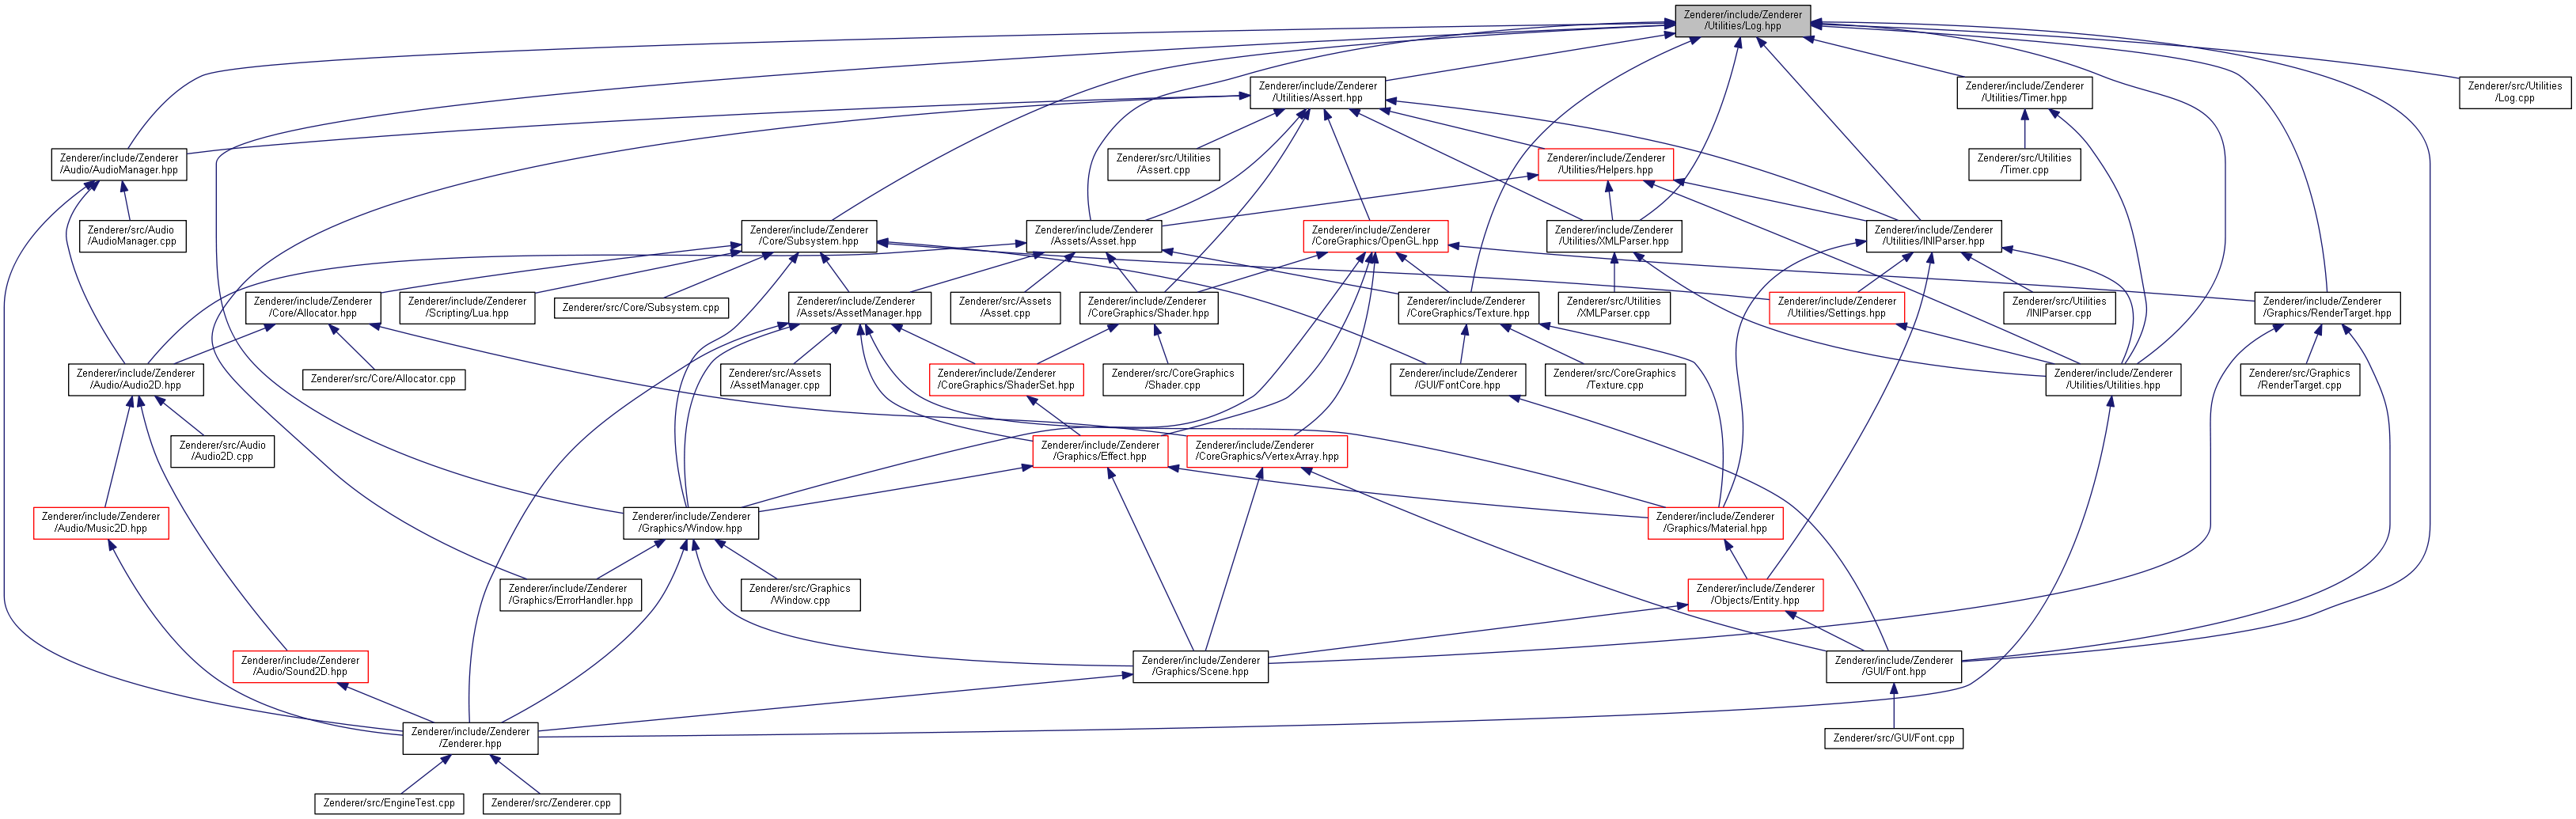 Zenderer/include/Zenderer
/Utilities/Log.hpp
Zenderer/include/Zenderer
/Utilities/Assert.hpp
Zenderer/include/Zenderer
/Utilities/Timer.hpp
Zenderer/src/Utilities
/Log.cpp
Zenderer/include/Zenderer
/Audio/AudioManager.hpp
Zenderer/src/Utilities
/Assert.cpp
Zenderer/include/Zenderer
/Utilities/Helpers.hpp
Zenderer/src/Utilities
/Timer.cpp
Zenderer/src/Audio
/AudioManager.cpp
Zenderer/include/Zenderer
/Core/Subsystem.hpp
Zenderer/include/Zenderer
/Assets/Asset.hpp
Zenderer/include/Zenderer
/CoreGraphics/OpenGL.hpp
Zenderer/include/Zenderer
/Utilities/XMLParser.hpp
Zenderer/include/Zenderer
/Utilities/INIParser.hpp
Zenderer/include/Zenderer
/Core/Allocator.hpp
Zenderer/include/Zenderer
/Scripting/Lua.hpp
Zenderer/src/Core/Subsystem.cpp
Zenderer/include/Zenderer
/Assets/AssetManager.hpp
Zenderer/src/Assets
/Asset.cpp
Zenderer/include/Zenderer
/CoreGraphics/Shader.hpp
Zenderer/include/Zenderer
/CoreGraphics/Texture.hpp
Zenderer/src/Utilities
/XMLParser.cpp
Zenderer/include/Zenderer
/Utilities/Settings.hpp
Zenderer/src/Utilities
/INIParser.cpp
Zenderer/include/Zenderer
/Graphics/RenderTarget.hpp
Zenderer/include/Zenderer
/Audio/Audio2D.hpp
Zenderer/src/Core/Allocator.cpp
Zenderer/src/Assets
/AssetManager.cpp
Zenderer/include/Zenderer
/CoreGraphics/ShaderSet.hpp
Zenderer/src/CoreGraphics
/Shader.cpp
Zenderer/include/Zenderer
/GUI/FontCore.hpp
Zenderer/src/CoreGraphics
/Texture.cpp
Zenderer/include/Zenderer
/Utilities/Utilities.hpp
Zenderer/src/Graphics
/RenderTarget.cpp
Zenderer/src/Audio
/Audio2D.cpp
Zenderer/include/Zenderer
/Graphics/Effect.hpp
Zenderer/include/Zenderer
/CoreGraphics/VertexArray.hpp
Zenderer/include/Zenderer
/Audio/Music2D.hpp
Zenderer/include/Zenderer
/Graphics/Window.hpp
Zenderer/include/Zenderer
/Graphics/Material.hpp
Zenderer/include/Zenderer
/Graphics/ErrorHandler.hpp
Zenderer/src/Graphics
/Window.cpp
Zenderer/include/Zenderer
/Objects/Entity.hpp
Zenderer/include/Zenderer
/Audio/Sound2D.hpp
Zenderer/include/Zenderer
/Graphics/Scene.hpp
Zenderer/include/Zenderer
/GUI/Font.hpp
Zenderer/include/Zenderer
/Zenderer.hpp
Zenderer/src/GUI/Font.cpp
Zenderer/src/EngineTest.cpp
Zenderer/src/Zenderer.cpp